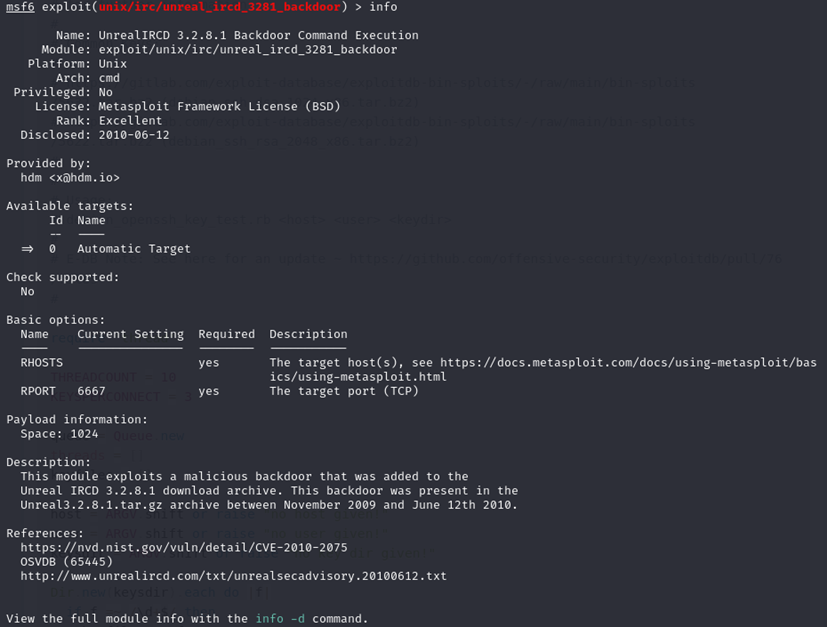 msf6 exploit(unix/irc/unreal_ircd_3281_backdoor) > info
Name: UnrealIRCD 3.2.8.1 Backdoor Command Execution
Module: exploit/unix/irc/unreal_ircd_3281_backdoor
Platform: Unix
Arch: cmd
Privileged: No
License: Metasploit Framework License (BSD)
Rank: Excellent
Disclosed: 2010-06-12
Provided by:
hdm <x@hdm.io>
Available targets:
Id Name
-- ----
=> 0 Automatic Target
Check supported:
No
Basic options:
Name Current Setting Required Description
---- --------------- -------- -----------
RHOSTS yes The target host(s), see https://docs.metasploit.com/docs/using-metasploit/bas
ics/using-metasploit.html
RPORT 6667 yes The target port (TCP)
Payload information:
Space: 1024
Description:
This module exploits a malicious backdoor that was added to the
Unreal IRCD 3.2.8.1 download archive. This backdoor was present in the
Unreal3.2.8.1.tar.gz archive between November 2009 and June 12th 2010.
References:
https://nvd.nist.gov/vuln/detail/CVE-2010-2075
OSVDB (65445)
http://www.unrealircd.com/txt/unrealsecadvisory.20100612.txt
View the full module info with the info -d command.